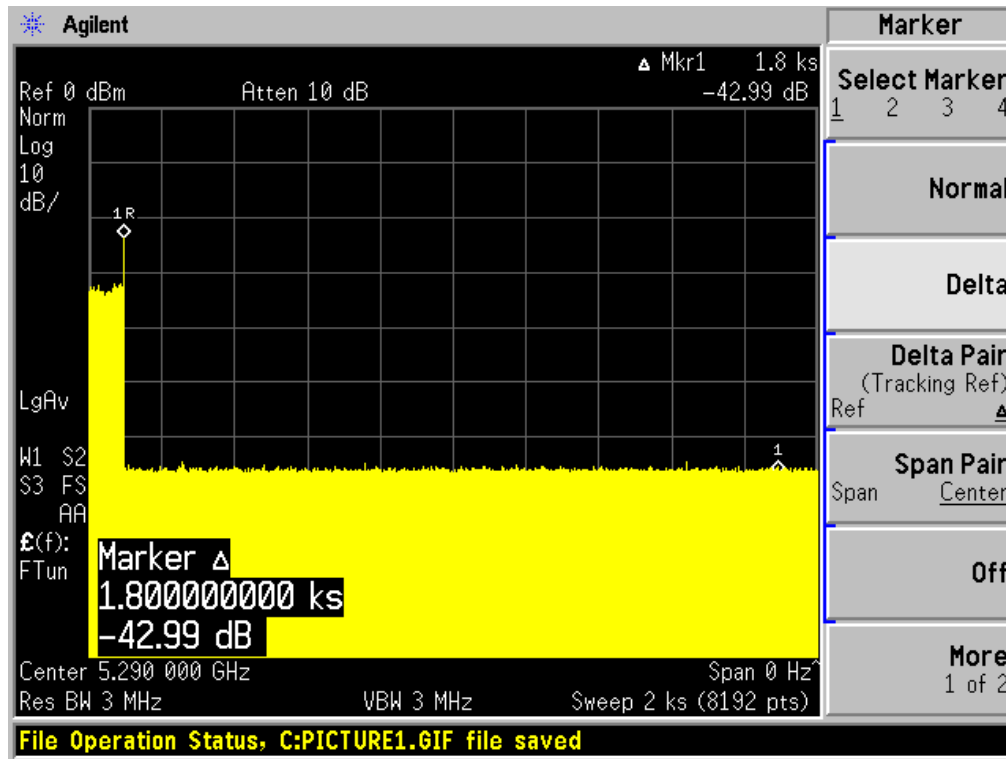 Agilent
Marker
Δ Mkr1 1.8 ks
Ref 0 dBm Atten 10 dB -42.99 dB
Norm
Log
10
dB/
1R
LgAv
W1 S2
S3 FS
AA
£(f):
FTun
1
Marker Δ
1.800000000 ks
-42.99 dB
Center 5.290 000 GHz Span 0 Hz^
Res BW 3 MHz VBW 3 MHz Sweep 2 ks (8192 pts)
File Operation Status, C:PICTURE1.GIF file saved
Select Marker
1 2 3 4
Normal
Delta
Delta Pair
(Tracking Ref)
Ref Δ
Span Pair
Span Center
Off
More
1 of 2